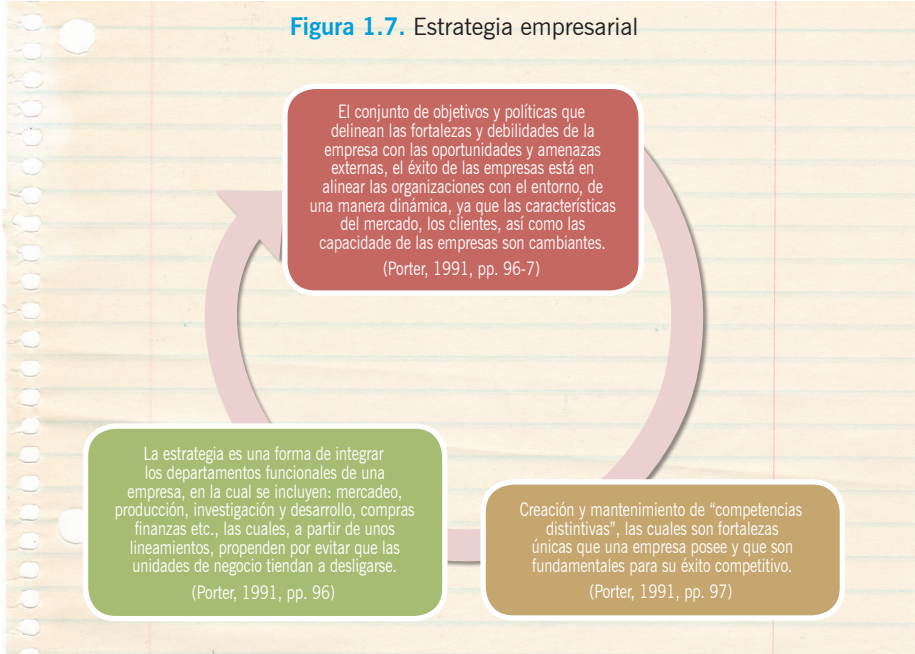 Figura 1.7. Estrategia empresarial
El conjunto de objetivos y políticas que
delinean las fortalezas y debilidades de la
empresa con las oportunidades y amenazas
externas, el éxito de las empresas está en
alinear las organizaciones con el entorno, de
una manera dinámica, ya que las características
del mercado, los clientes, así como las
capacidade de las empresas son cambiantes.
(Porter, 1991, pp. 96-7)
La estrategia es una forma de integrar
los departamentos funcionales de una
empresa, en la cual se incluyen: mercadeo,
producción, investigación y desarrollo, compras
finanzas etc., las cuales, a partir de unos
lineamientos, propenden por evitar que las
unidades de negocio tiendan a desligarse.
(Porter, 1991, pp. 96)
Creación y mantenimiento de “competencias
distintivas”, las cuales son fortalezas
únicas que una empresa posee y que son
fundamentales para su éxito competitivo.
(Porter, 1991, pp. 97)